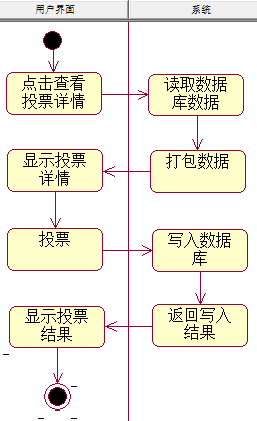 用户界面
系统
点击查看
投票详情
读取数据
库数据
显示投票
详情
打包数据
投票
写入数据
库
显示投票
结果
返回写入
结果